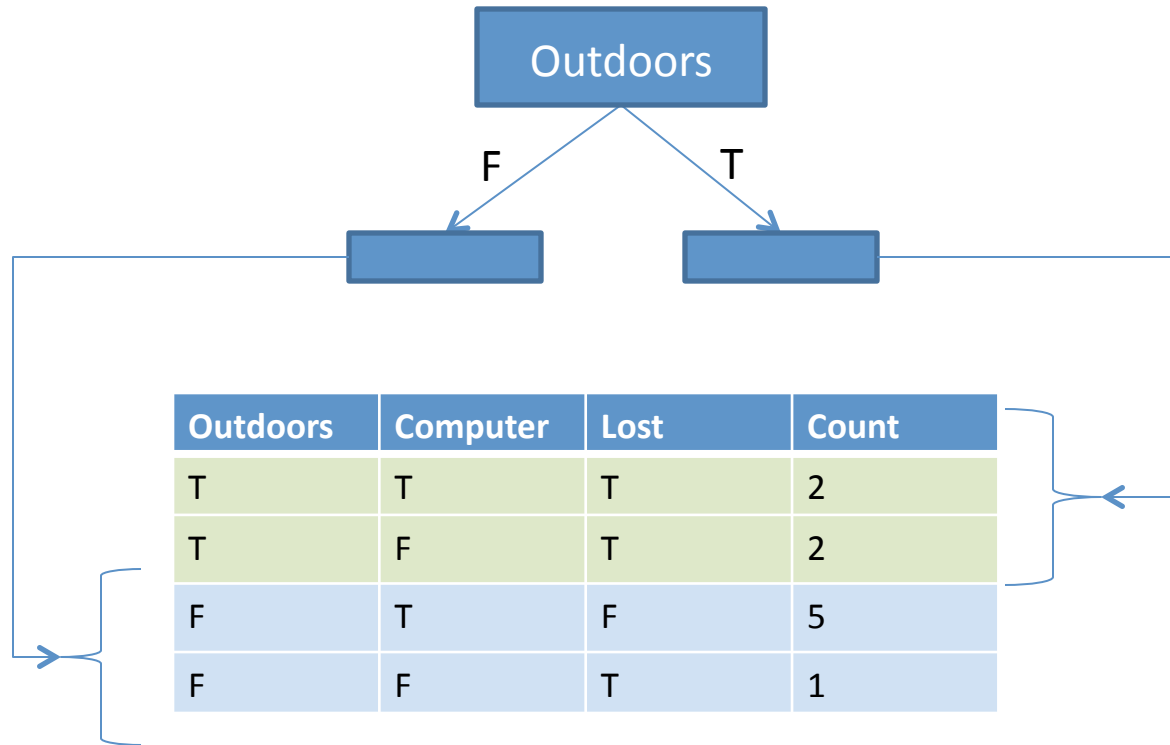 Outdoors
F T
Outdoors Computer Lost Count
T T T 2
T F T 2
F T F 5
F F T 1